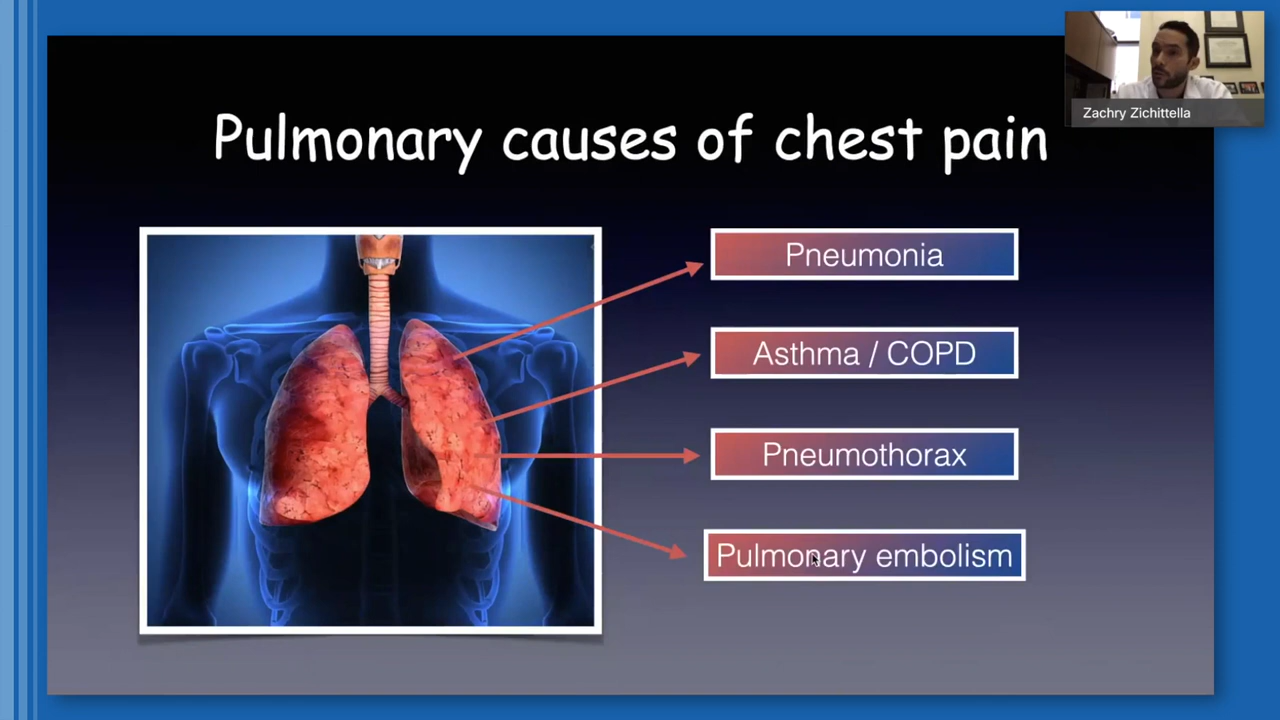 Zachry Zichittella
Pulmonary causes of chest pain
Pneumonia
Asthma / COPD
Pneumothorax
Pulmonary embolism